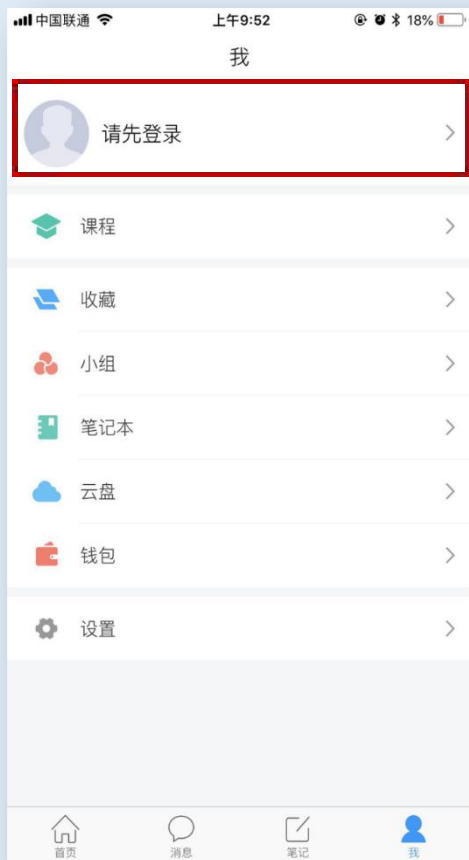 中国联通 上午9:52 18%
我
请先登录
课程
收藏
小组
笔记本
云盘
钱包
设置
首页 消息 笔记 我